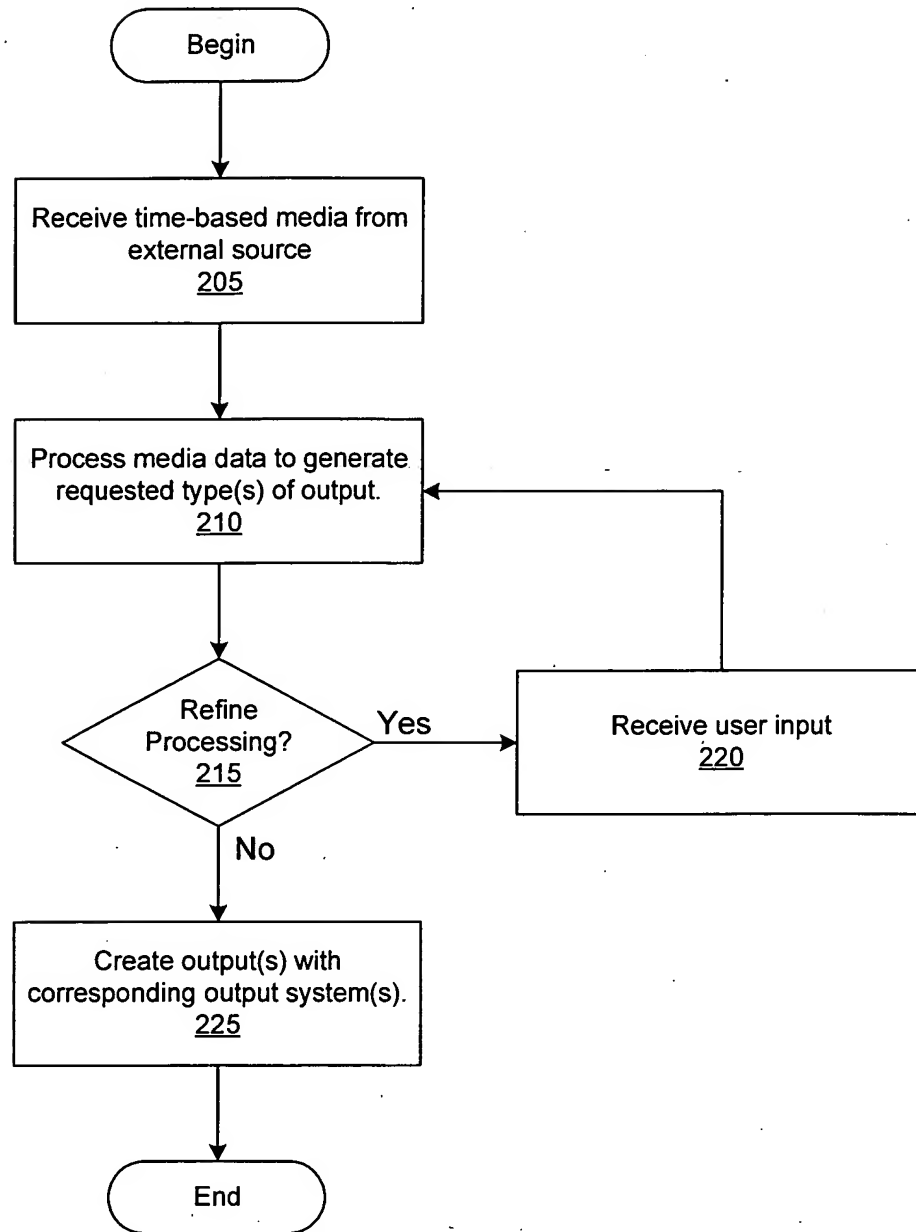 Begin
Receive time-based media from
external source
205
Process media data to generate
requested type(s) of output.
210
Refine
Processing?
215
Yes
Receive user input
220
No
Create output(s) with
corresponding output system(s).
225
End